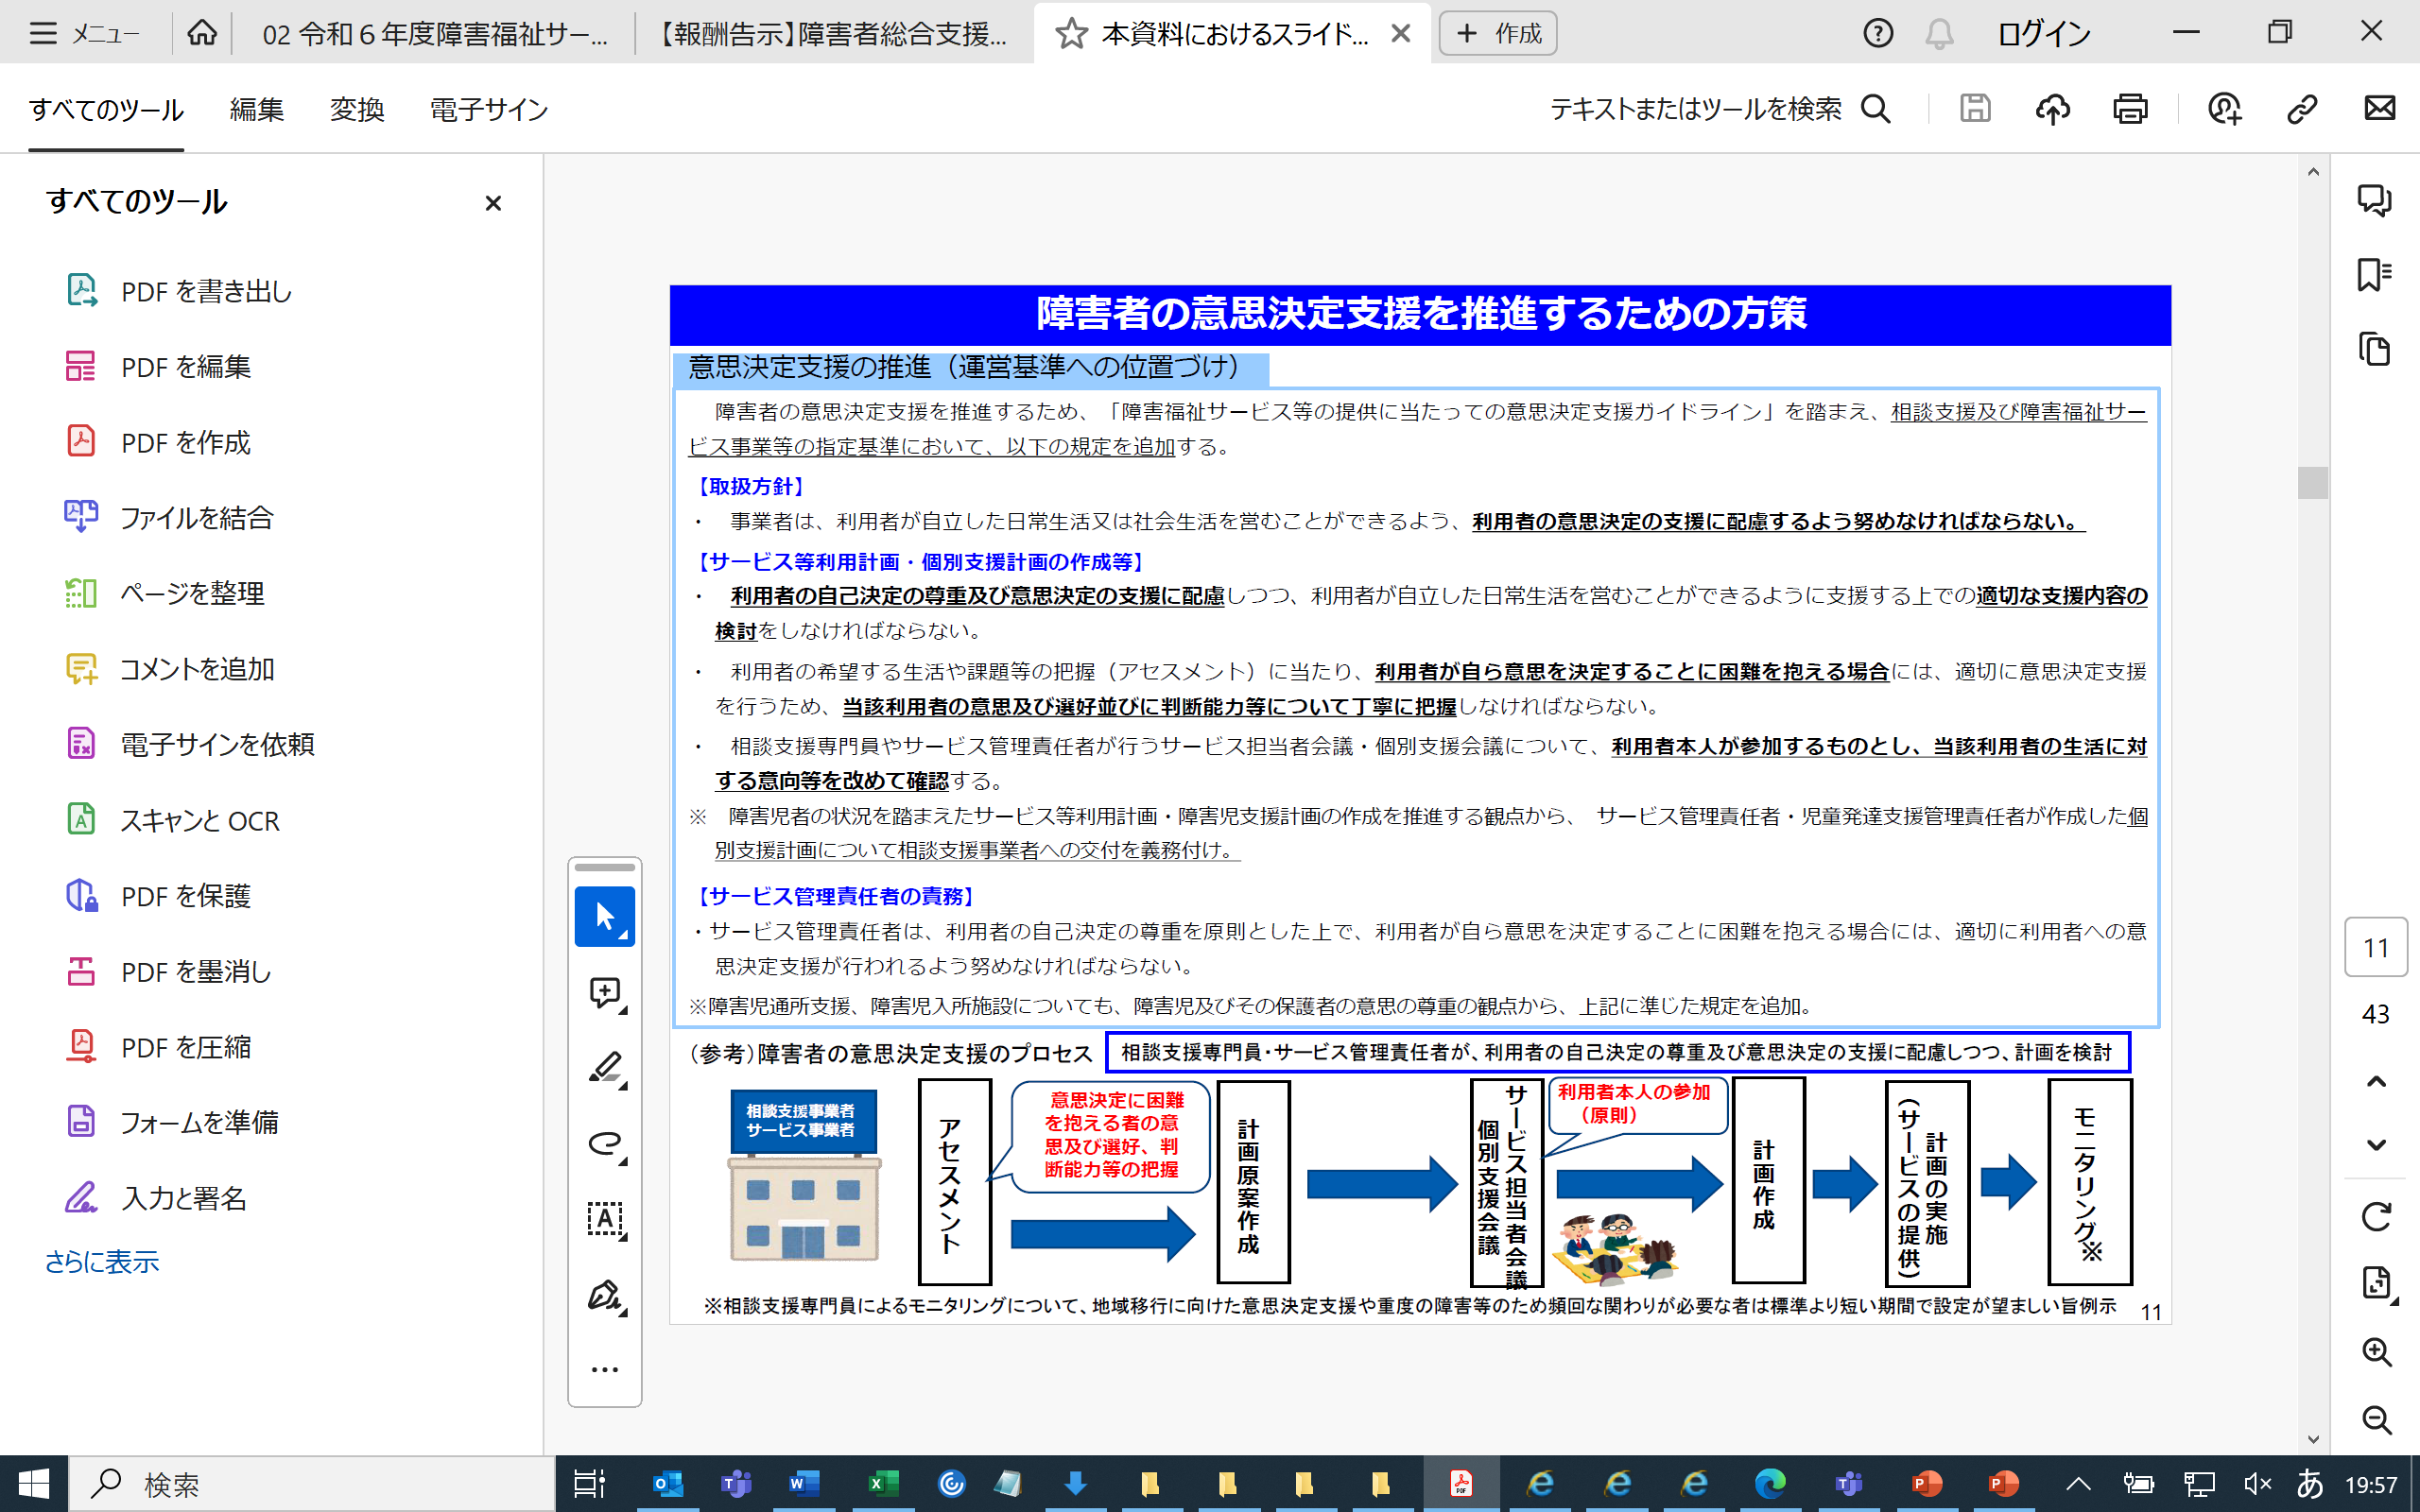 メニュー
02 令和６年度障害福祉サー...
【報酬告示】障害者総合支援...
本資料におけるスライド...
作成
ログイン
すべてのツール
編集
変換
電子サイン
テキストまたはツールを検索
すべてのツール
PDF を書き出し
PDF を編集
PDF を作成
ファイルを結合
ページを整理
コメントを追加
電子サインを依頼
スキャンと OCR
PDF を保護
PDF を墨消し
PDF を圧縮
フォームを準備
入力と署名
さらに表示
障害者の意思決定支援を推進するための方策
意思決定支援の推進（運営基準への位置づけ）
障害者の意思決定支援を推進するため、「障害福祉サービス等の提供に当たっての意思決定支援ガイドライン」を踏まえ、相談支援及び障害福祉サー
ビス事業等の指定基準において、以下の規定を追加する。
【取扱方針】
・　事業者は、利用者が自立した日常生活又は社会生活を営むことができるよう、利用者の意思決定の支援に配慮するよう努めなければならない。
【サービス等利用計画・個別支援計画の作成等】
・　利用者の自己決定の尊重及び意思決定の支援に配慮しつつ、利用者が自立した日常生活を営むことができるように支援する上での適切な支援内容の
検討をしなければならない。
・　利用者の希望する生活や課題等の把握（アセスメント）に当たり、利用者が自ら意思を決定することに困難を抱える場合には、適切に意思決定支援
を行うため、当該利用者の意思及び選好並びに判断能力等について丁寧に把握しなければならない。
・　相談支援専門員やサービス管理責任者が行うサービス担当者会議・個別支援会議について、利用者本人が参加するものとし、当該利用者の生活に対
する意向等を改めて確認する。
※　障害児者の状況を踏まえたサービス等利用計画・障害児支援計画の作成を推進する観点から、　サービス管理責任者・児童発達支援管理責任者が作成した個
別支援計画について相談支援事業者への交付を義務付け。
【サービス管理責任者の責務】
・サービス管理責任者は、利用者の自己決定の尊重を原則とした上で、利用者が自ら意思を決定することに困難を抱える場合には、適切に利用者への意
思決定支援が行われるよう努めなければならない。
※障害児通所支援、障害児入所施設についても、障害児及びその保護者の意思の尊重の観点から、上記に準じた規定を追加。
（参考）障害者の意思決定支援のプロセス
相談支援専門員・サービス管理責任者が、利用者の自己決定の尊重及び意思決定の支援に配慮しつつ、計画を検討
相談支援事業者
サービス事業者
アセスメント
意思決定に困難
を抱える者の意
思及び選好、判
断能力等の把握
計画原案作成
サービス担当者会議
個別支援会議
利用者本人の参加
（原則）
計画作成
計画の実施
（サービスの提供）
モニタリング※
※相談支援専門員によるモニタリングについて、地域移行に向けた意思決定支援や重度の障害等のため頻回な関わりが必要な者は標準より短い期間で設定が望ましい旨例示
11
11
43
検索
あ
19:57